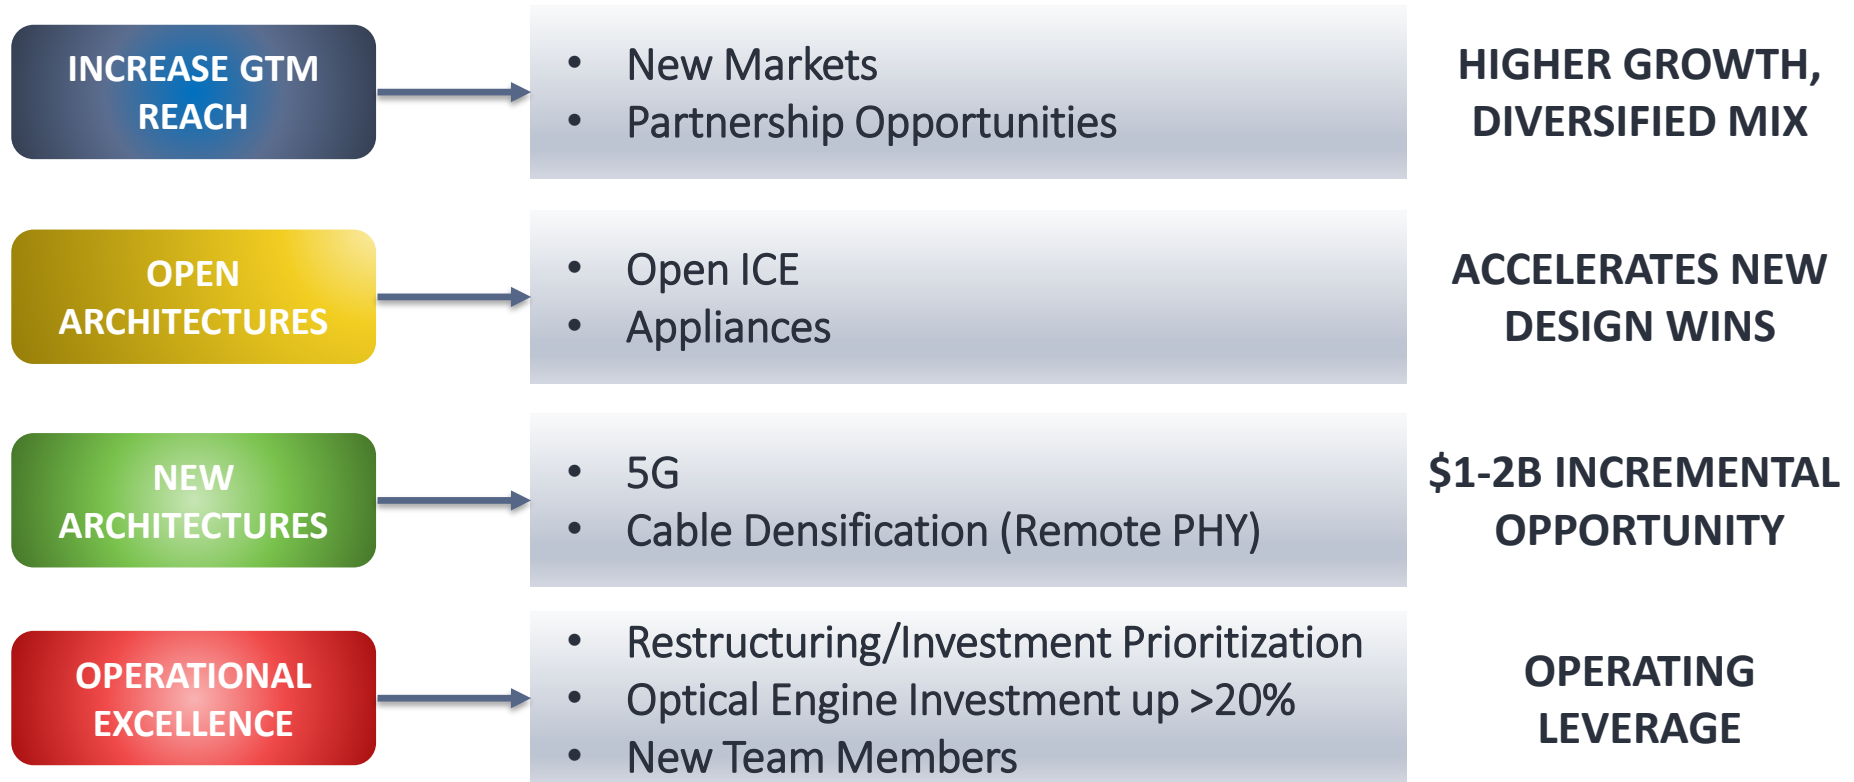 INCREASE GTM
REACH
• New Markets
• Partnership Opportunities
HIGHER GROWTH,
DIVERSIFIED MIX
OPEN
ARCHITECTURES
• Open ICE
• Appliances
ACCELERATES NEW
DESIGN WINS
NEW
ARCHITECTURES
• 5G
• Cable Densification (Remote PHY)
$1-2B INCREMENTAL
OPPORTUNITY
OPERATIONAL
EXCELLENCE
• Restructuring/Investment Prioritization
• Optical Engine Investment up >20%
• New Team Members
OPERATING
LEVERAGE